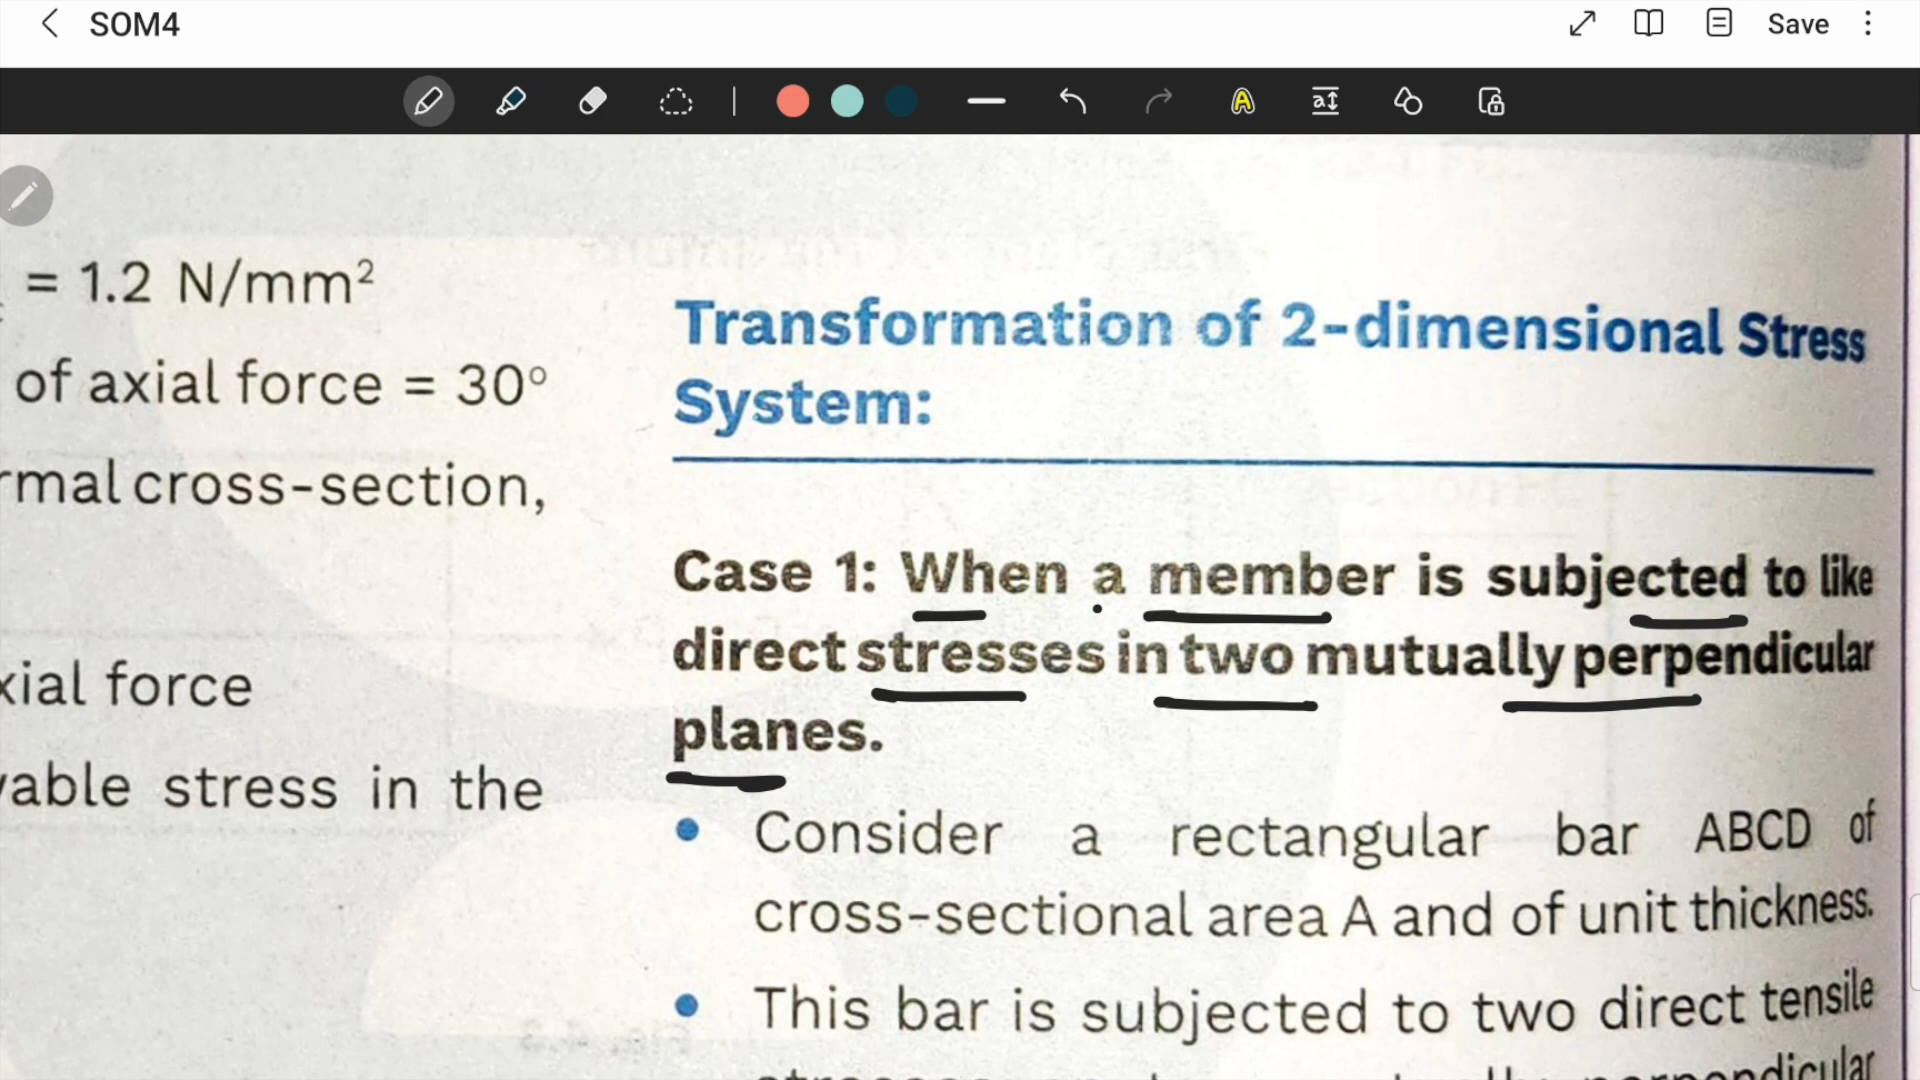 SOM4
Save
= 1.2 N/mm²
of axial force = 30°
rmal cross-section,
xial force
vable stress in the
Transformation of 2-dimensional Stress
System:
Case 1: When a member is subjected to like
direct stresses in two mutually perpendicular
planes.
• Consider a rectangular bar ABCD of
cross-sectional area A and of unit thickness.
• This bar is subjected to two direct tensile
perpendicular